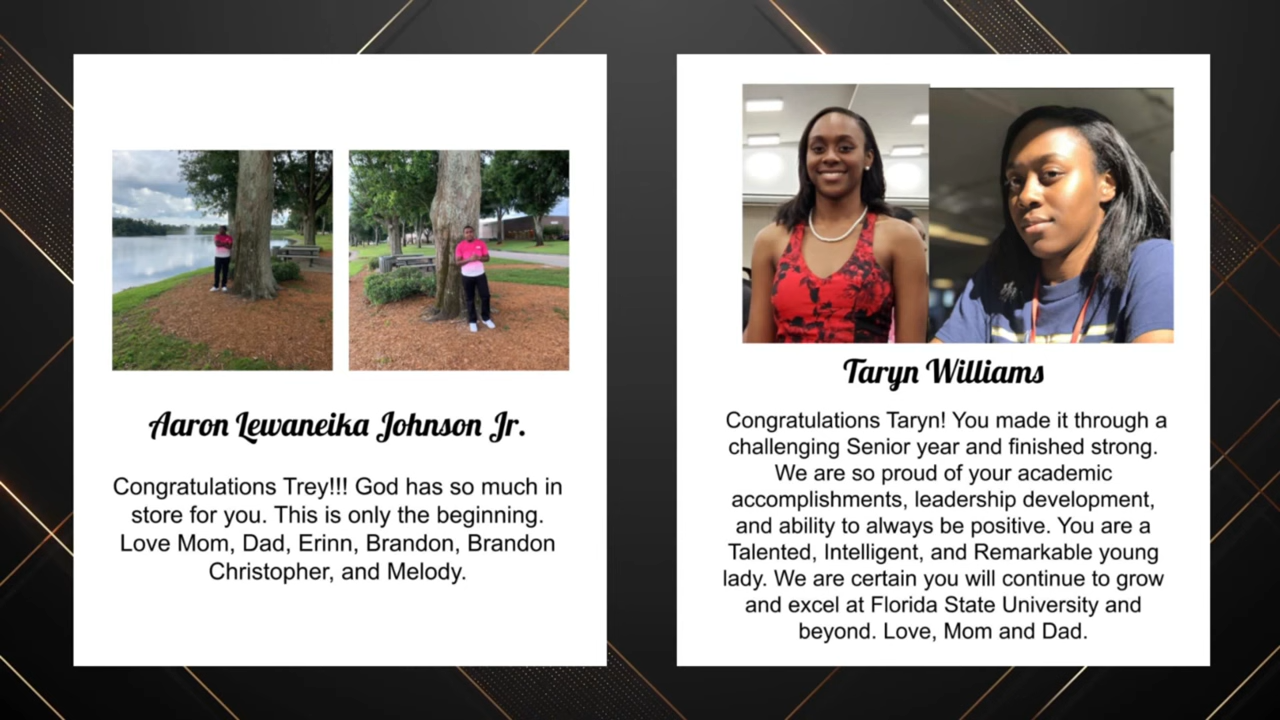 Aaron Lewaneika Johnson Jr.
Congratulations Trey!!! God has so much in
store for you. This is only the beginning.
Love Mom, Dad, Erinn, Brandon, Brandon
Christopher, and Melody.
Taryn Williams
Congratulations Taryn! You made it through a
challenging Senior year and finished strong.
We are so proud of your academic
accomplishments, leadership development,
and ability to always be positive. You are a
Talented, Intelligent, and Remarkable young
lady. We are certain you will continue to grow
and excel at Florida State University and
beyond. Love, Mom and Dad.